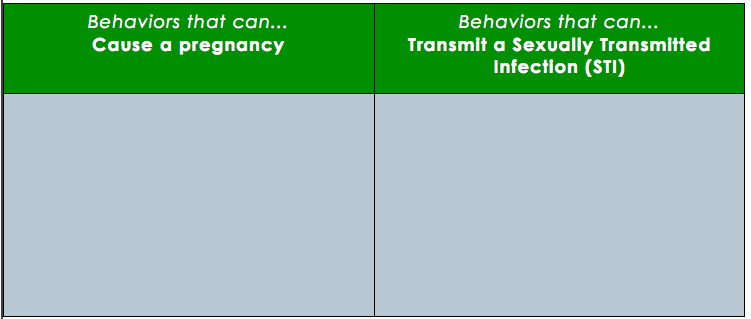 Behaviors that can...
Cause a pregnancy
Behaviors that can...
Transmit a Sexually Transmitted
Infection (STI)